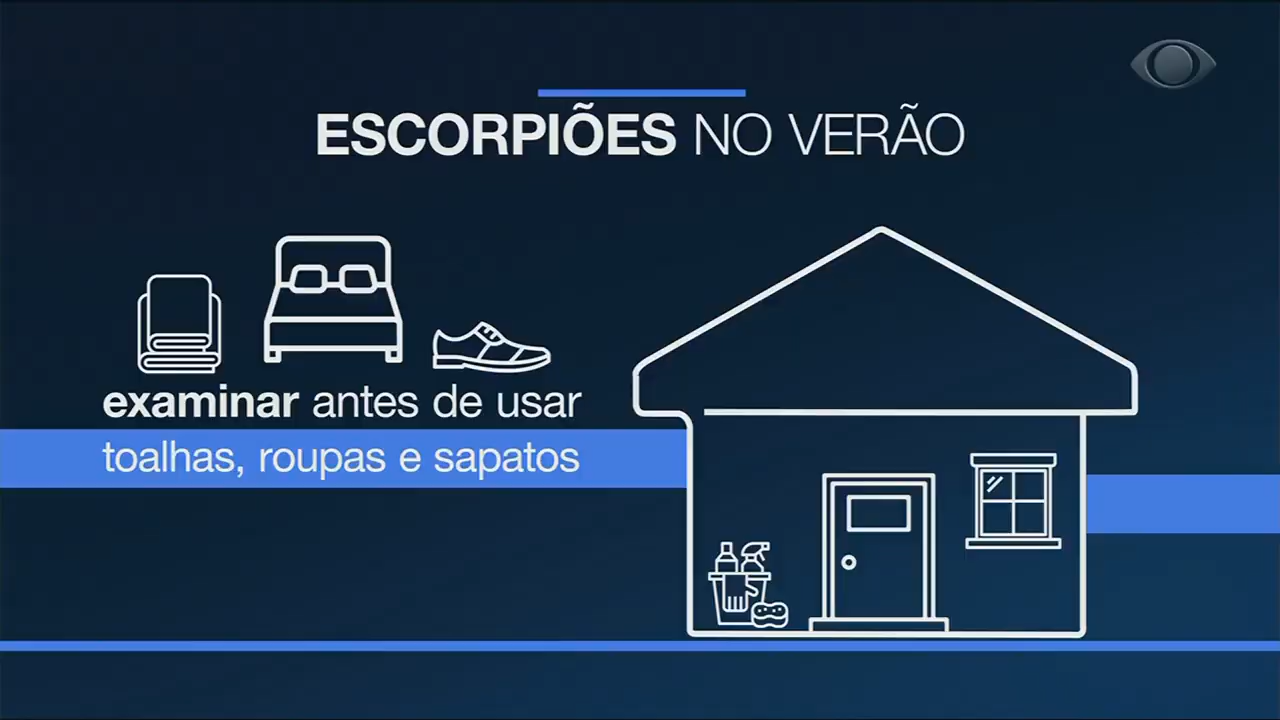 ESCORPIÕES NO VERÃO
examinar antes de usar
toalhas, roupas e sapatos